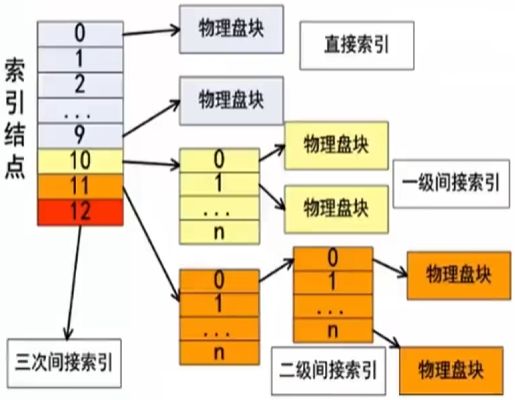 索引结点
0
1
2
...
9
10
11
12
物理盘块
直接索引
物理盘块
0
1
...
n
物理盘块
物理盘块
一级间接索引
0
1
...
n
0
1
...
n
物理盘块
物理盘块
三次间接索引
二级间接索引